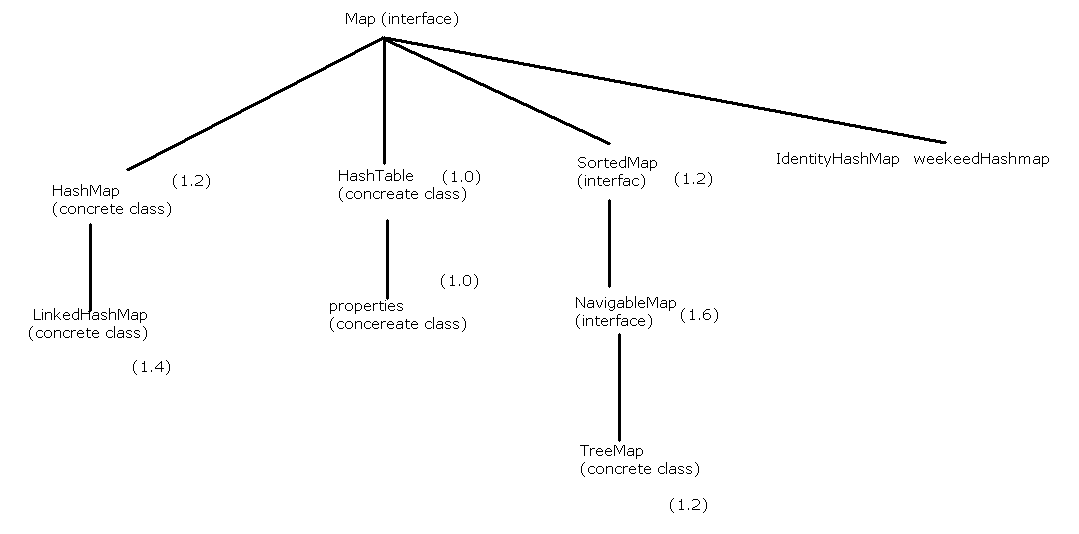 Map (interface)
HashMap
(concrete class)
(1.2)
HashTable
(concreate class)
(1.0)
SortedMap
(interfac)
(1.2)
IdentityHashMap
weekeedHashmap
LinkedHashMap
(concrete class)
(1.4)
properties
(concereate class)
(1.0)
NavigableMap
(interface)
(1.6)
TreeMap
(concrete class)
(1.2)